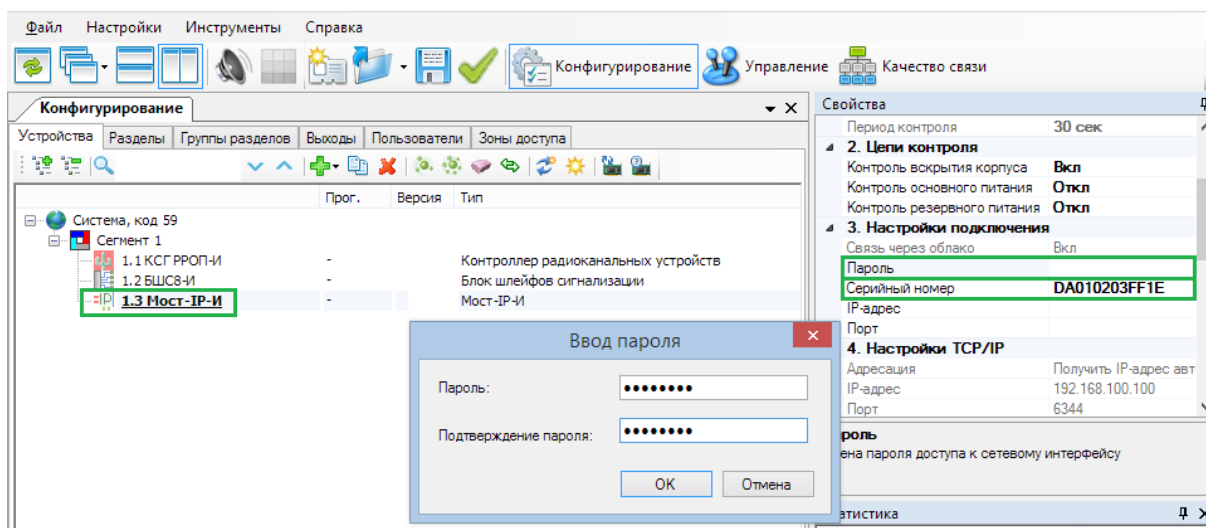 Файл Настройки Инструменты Справка
Конфигурирование Управление Качество связи
Конфигурирование
Устройства Разделы Группы разделов Выходы Пользователи Зоны доступа
Прог. Версия Тип
Система, код 59
Сегмент 1
1.1 КСГ РРОП-И - Контроллер радиоканальных устройств
1.2 БШС8-И - Блок шлейфов сигнализации
1.3 Мост-IP-И - Мост-IP-И
Ввод пароля
Пароль: ●●●●●●●●
Подтверждение пароля: ●●●●●●●●
OK Отмена
Свойства
Период контроля 30 сек
2. Цепи контроля
Контроль вскрытия корпуса Вкл
Контроль основного питания Откл
Контроль резервного питания Откл
3. Настройки подключения
Связь через облако Вкл
Пароль
Серийный номер DA010203FF1E
IP-адрес
Порт
4. Настройки TCP/IP
Адресация Получить IP-адрес авт
IP-адрес 192.168.100.100
Порт 6344
роль
ена пароля доступа к сетевому интерфейсу
атистика